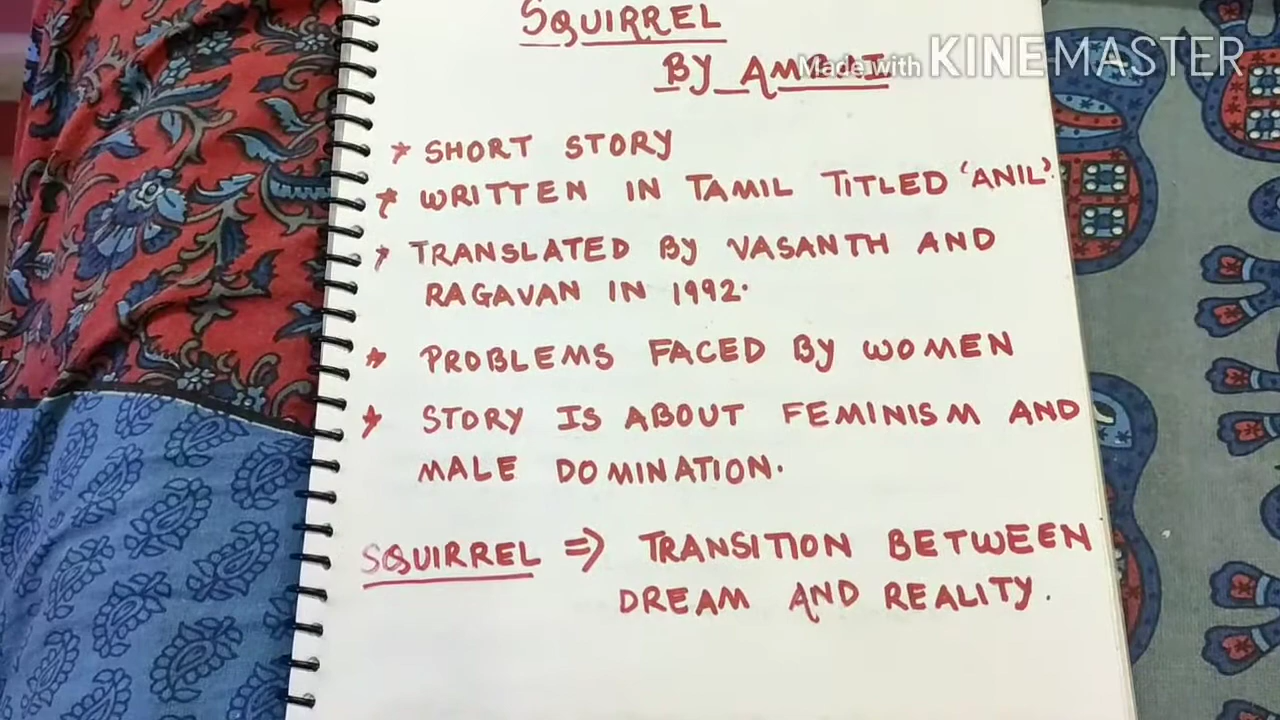 SQUIRREL
BY AMBAI
Made with KINEMASTER
* SHORT STORY
* WRITTEN IN TAMIL TITLED 'ANIL'.
* TRANSLATED BY VASANTH AND
RAGAVAN IN 1992.
* PROBLEMS FACED BY WOMEN
* STORY IS ABOUT FEMINISM AND
MALE DOMINATION.
SQUIRREL ⇒ TRANSITION BETWEEN
DREAM AND REALITY.